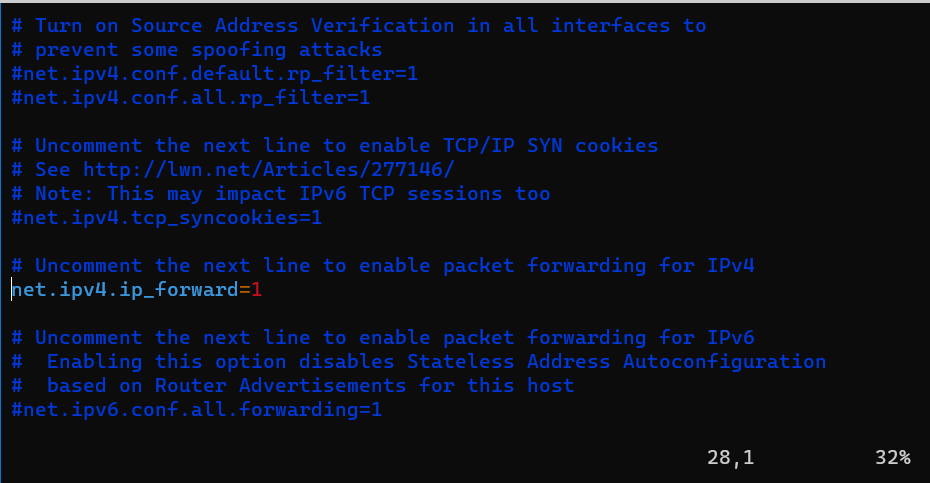 # Turn on Source Address Verification in all interfaces to
# prevent some spoofing attacks
#net.ipv4.conf.default.rp_filter=1
#net.ipv4.conf.all.rp_filter=1
# Uncomment the next line to enable TCP/IP SYN cookies
# See http://lwn.net/Articles/277146/
# Note: This may impact IPv6 TCP sessions too
#net.ipv4.tcp_syncookies=1
# Uncomment the next line to enable packet forwarding for IPv4
net.ipv4.ip_forward=1
# Uncomment the next line to enable packet forwarding for IPv6
#  Enabling this option disables Stateless Address Autoconfiguration
#  based on Router Advertisements for this host
#net.ipv6.conf.all.forwarding=1
28,1 32%